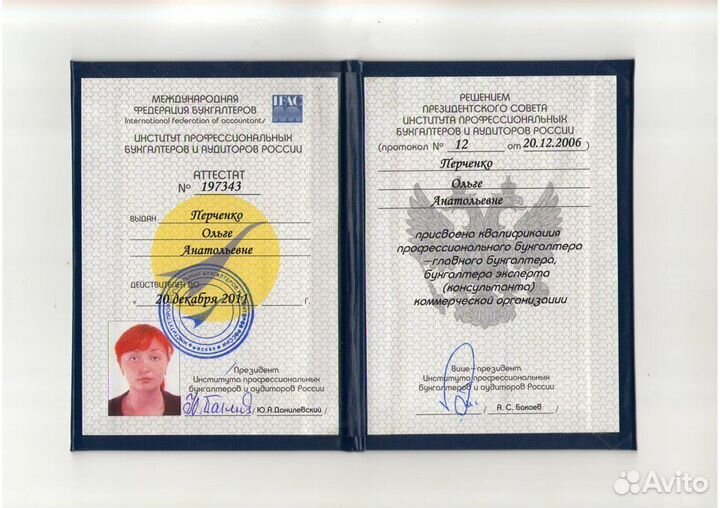 МЕЖДУНАРОДНАЯ
ФЕДЕРАЦИЯ БУХГАЛТЕРОВ
International federation of accountants
IFAC
ИНСТИТУТ ПРОФЕССИОНАЛЬНЫХ
БУХГАЛТЕРОВ И АУДИТОРОВ РОССИИ
АТТЕСТАТ
№ 197343
ВЫДАН Перченко
Ольге
Анатольевне
ДЕЙСТВИТЕЛЕН ДО
" 20 декабря 2011 г.
Президент
Института профессиональных
бухгалтеров и аудиторов России
/ Ю.А.Данилевский /
РЕШЕНИЕМ
ПРЕЗИДЕНТСКОГО СОВЕТА
ИНСТИТУТА ПРОФЕССИОНАЛЬНЫХ
БУХГАЛТЕРОВ И АУДИТОРОВ РОССИИ
(протокол № 12 от 20.12.2006 )
Перченко
Ольге
Анатольевне
присвоена квалификация
профессионального бухгалтера
–главного бухгалтера,
бухгалтера эксперта
(консультанта)
коммерческой организации
Вице–президент
Института профессиональных
бухгалтеров и аудиторов России
/ А. С. Бакаев /
Avito